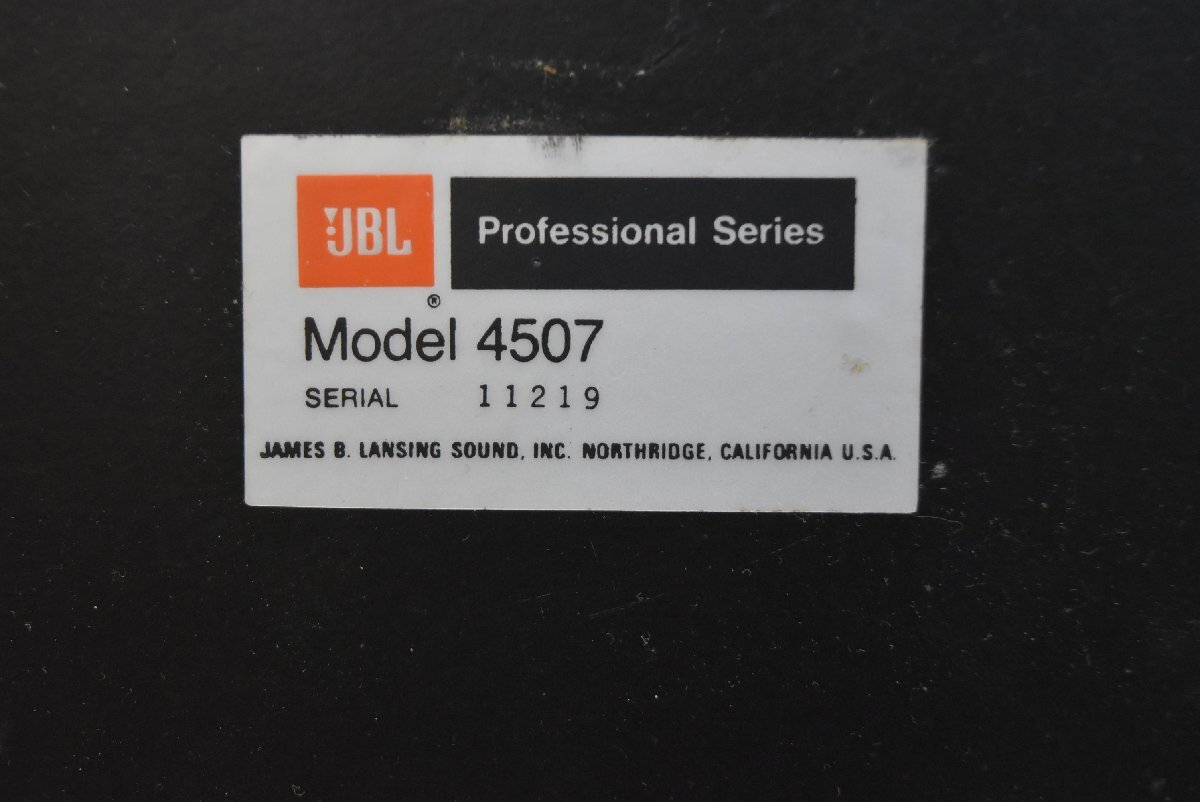 JBL Professional Series
®
Model 4507
SERIAL 11219
JAMES B. LANSING SOUND, INC. NORTHRIDGE, CALIFORNIA U.S.A.